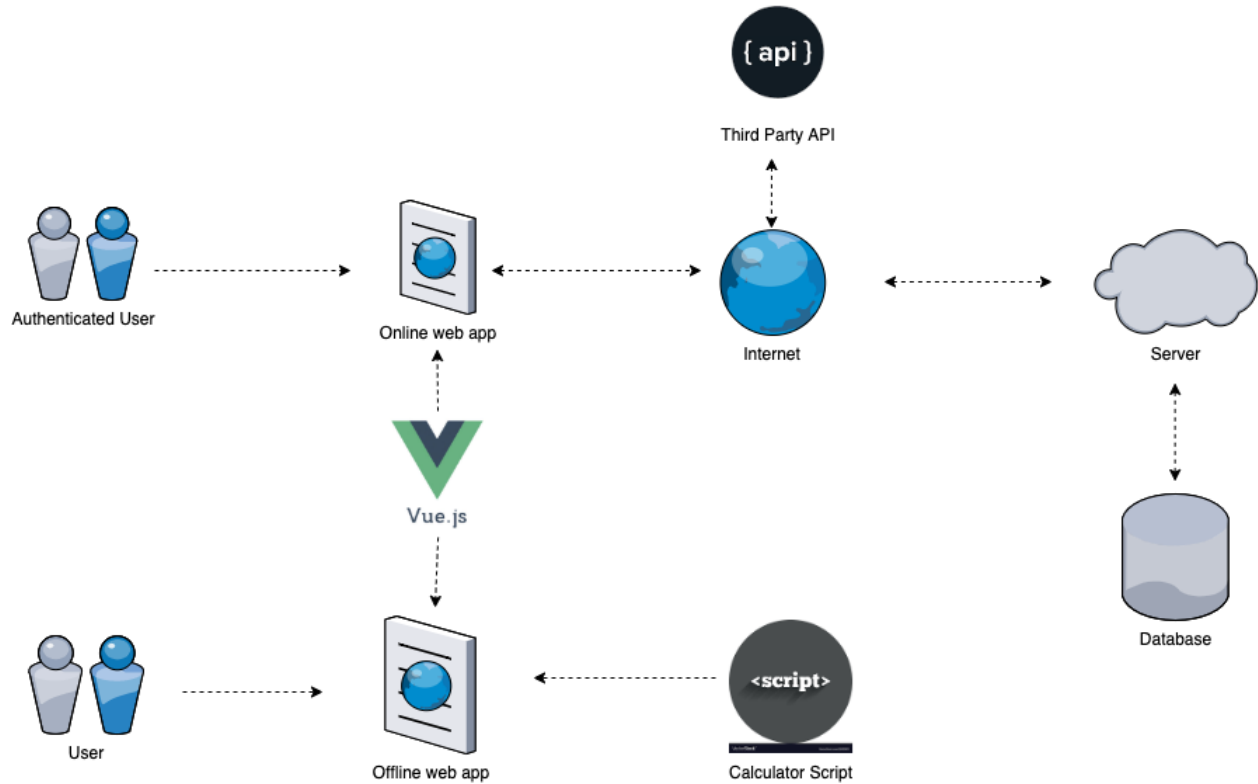 { api }
Third Party API
Authenticated User
Online web app
Internet
Server
Vue.js
Database
<script>
User
Offline web app
Calculator Script